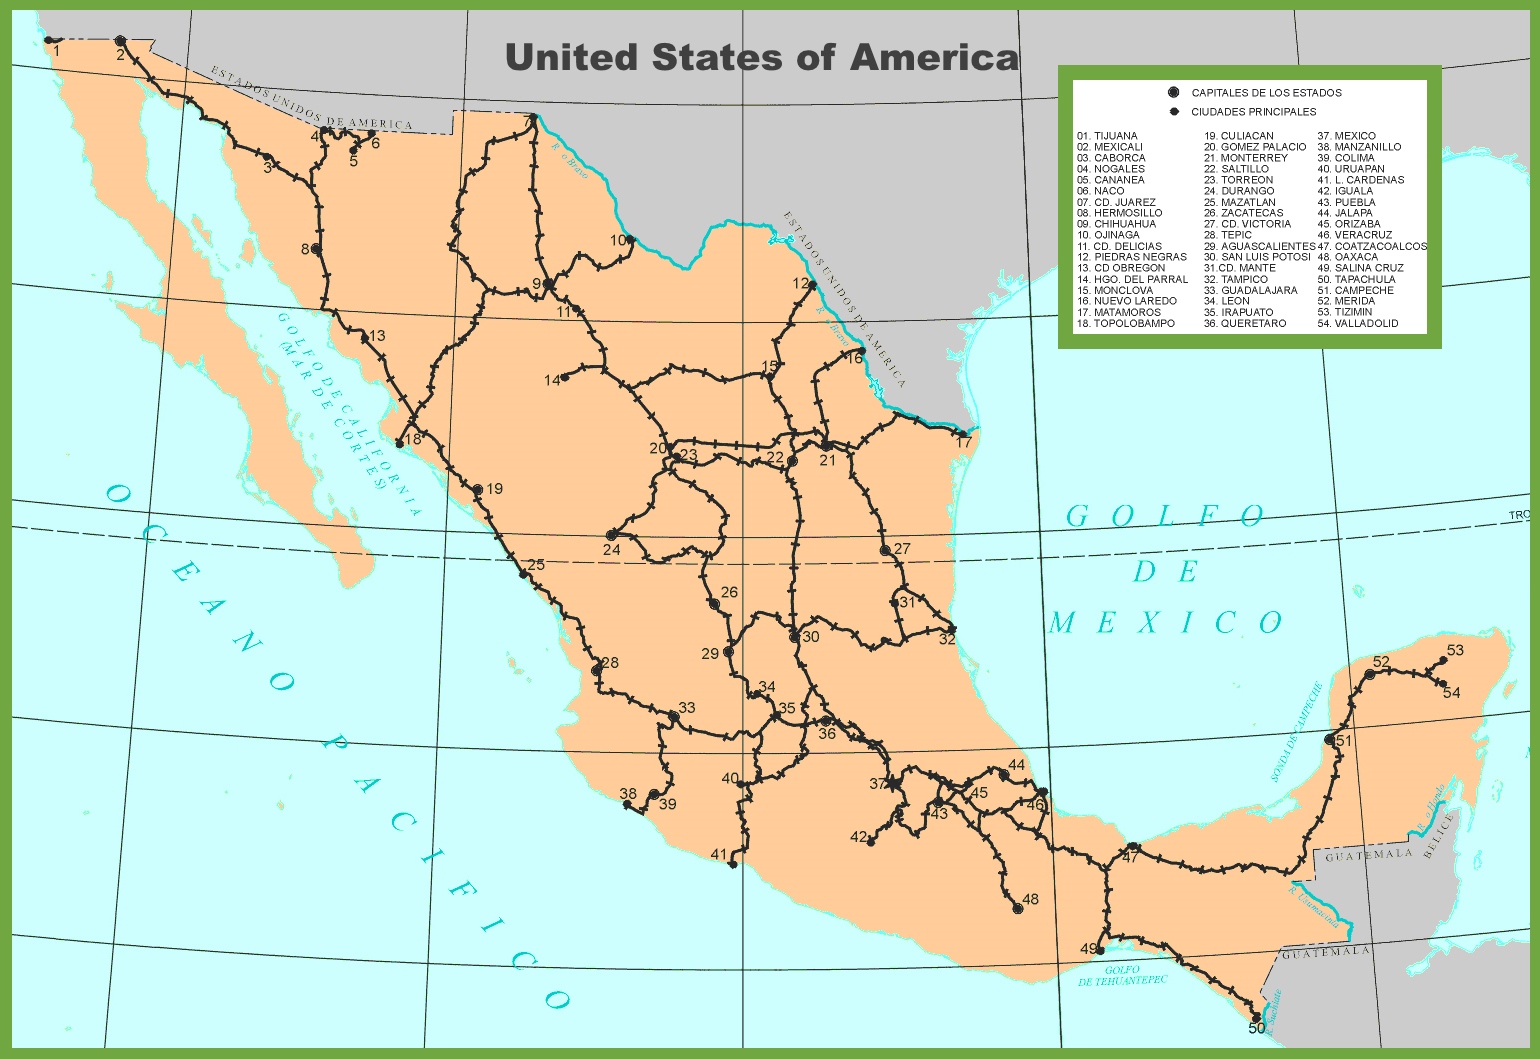 United States of America
CAPITALES DE LOS ESTADOS
CIUDADES PRINCIPALES
01. TIJUANA
02. MEXICALI
03. CABORCA
04. NOGALES
05. CANANEA
06. NACO
07. CD. JUAREZ
08. HERMOSILLO
09. CHIHUAHUA
10. OJINAGA
11. CD. DELICIAS
12. PIEDRAS NEGRAS
13. CD OBREGON
14. HGO. DEL PARRAL
15. MONCLOVA
16. NUEVO LAREDO
17. MATAMOROS
18. TOPOLOBAMPO
19. CULIACAN
20. GOMEZ PALACIO
21. MONTERREY
22. SALTILLO
23. TORREON
24. DURANGO
25. MAZATLAN
26. ZACATECAS
27. CD. VICTORIA
28. TEPIC
29. AGUASCALIENTES
30. SAN LUIS POTOSI
31.CD. MANTE
32. TAMPICO
33. GUADALAJARA
34. LEON
35. IRAPUATO
36. QUERETARO
37. MEXICO
38. MANZANILLO
39. COLIMA
40. URUAPAN
41. L. CARDENAS
42. IGUALA
43. PUEBLA
44. JALAPA
45. ORIZABA
46. VERACRUZ
47. COATZACOALCOS
48. OAXACA
49. SALINA CRUZ
50. TAPACHULA
51. CAMPECHE
52. MERIDA
53. TIZIMIN
54. VALLADOLID
1
2
ESTADOS UNIDOS DE AMERICA
3
4
5
6
7
R o Bravo
8
9
10
11
12
ESTADOS UNIDOS DE AMERICA
R o Bravo
13
14
15
16
17
18
19
20
21
22
23
24
25
26
27
28
29
30
31
32
33
34
35
36
37
38
39
40
41
42
43
44
45
46
47
48
49
50
51
52
53
54
GOLFO DE CALIFORNIA
(MAR DE CORTES)
OCEANO PACIFICO
GOLFO
DE
MEXICO
TRO
SONDA DE CAMPECHE
R. o Hondo
BELICE
GUATEMALA
R. Usumacinta
GUATEMALA
GOLFO
DE TEHUANTEPEC
R. Suchiate